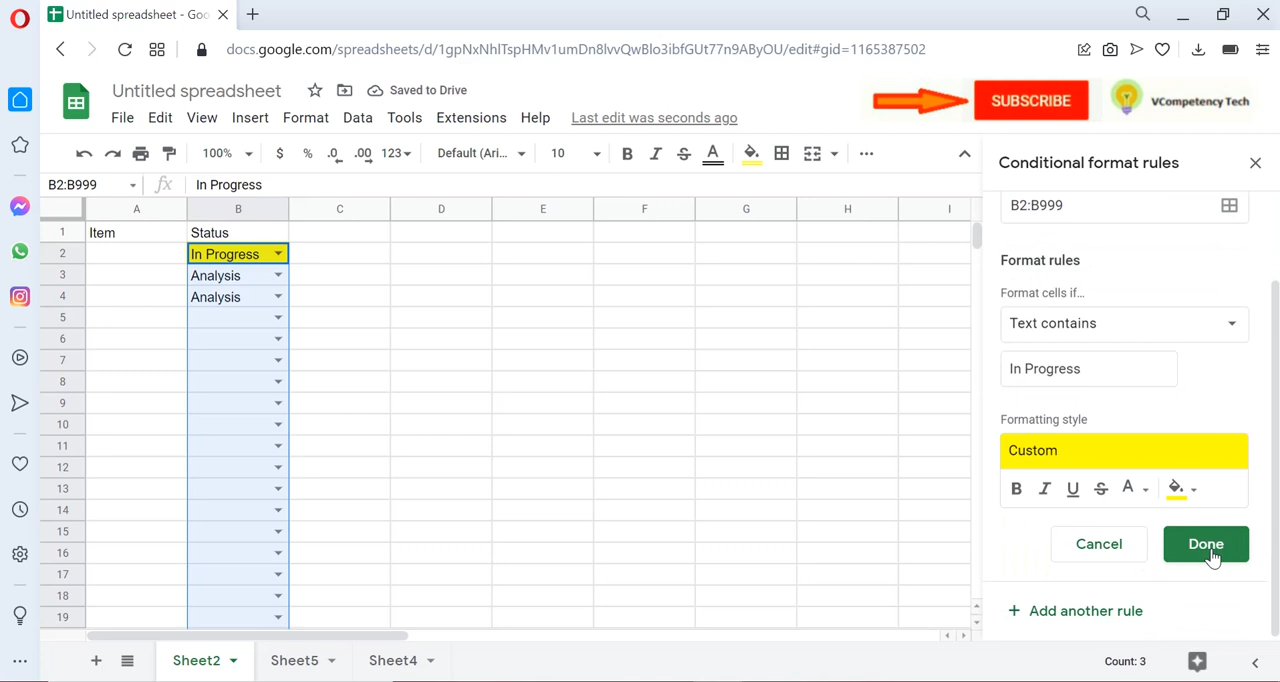 Untitled spreadsheet - Goo
docs.google.com/spreadsheets/d/1gpNxNhlTspHMv1umDn8lvvQwBlo3ibfGUt77n9AByOU/edit#gid=1165387502
Untitled spreadsheet
Saved to Drive
File Edit View Insert Format Data Tools Extensions Help Last edit was seconds ago
SUBSCRIBE
VCompetency Tech
100% $ % .0 .00 123 Default (Ari... 10 B I S A ...
B2:B999 fx In Progress
A B C D E F G H I
1 Item Status
2 In Progress
3 Analysis
4 Analysis
5
6
7
8
9
10
11
12
13
14
15
16
17
18
19
Conditional format rules
B2:B999
Format rules
Format cells if...
Text contains
In Progress
Formatting style
Custom
B I U S A
Cancel Done
+ Add another rule
Sheet2 Sheet5 Sheet4
Count: 3